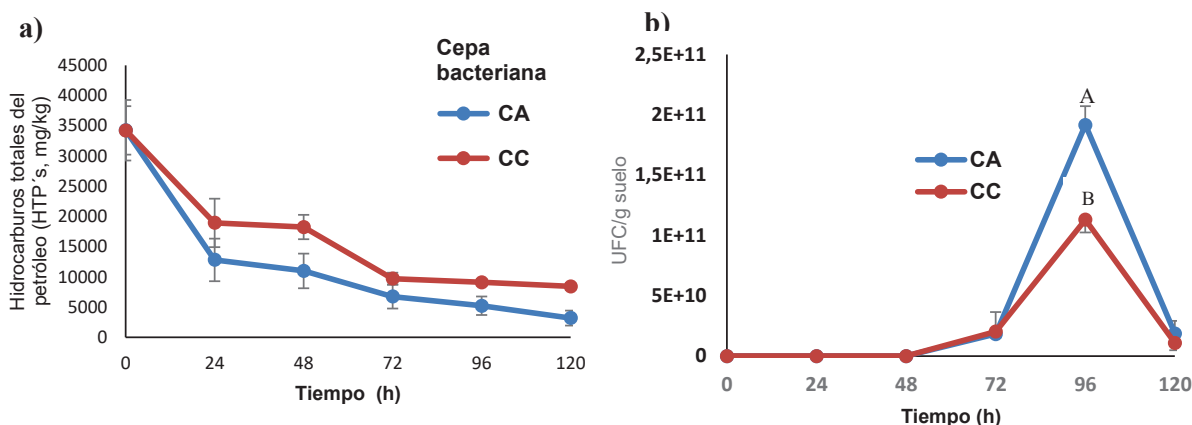 a)
Cepa
bacteriana
CA
CC
Hidrocarburos totales del
petróleo (HTP´s, mg/kg)
45000
40000
35000
30000
25000
20000
15000
10000
5000
0
0 24 48 72 96 120
Tiempo (h)
b)
UFC/g suelo
2,5E+11
2E+11
1,5E+11
1E+11
5E+10
0
A
B
CA
CC
0 24 48 72 96 120
Tiempo (h)